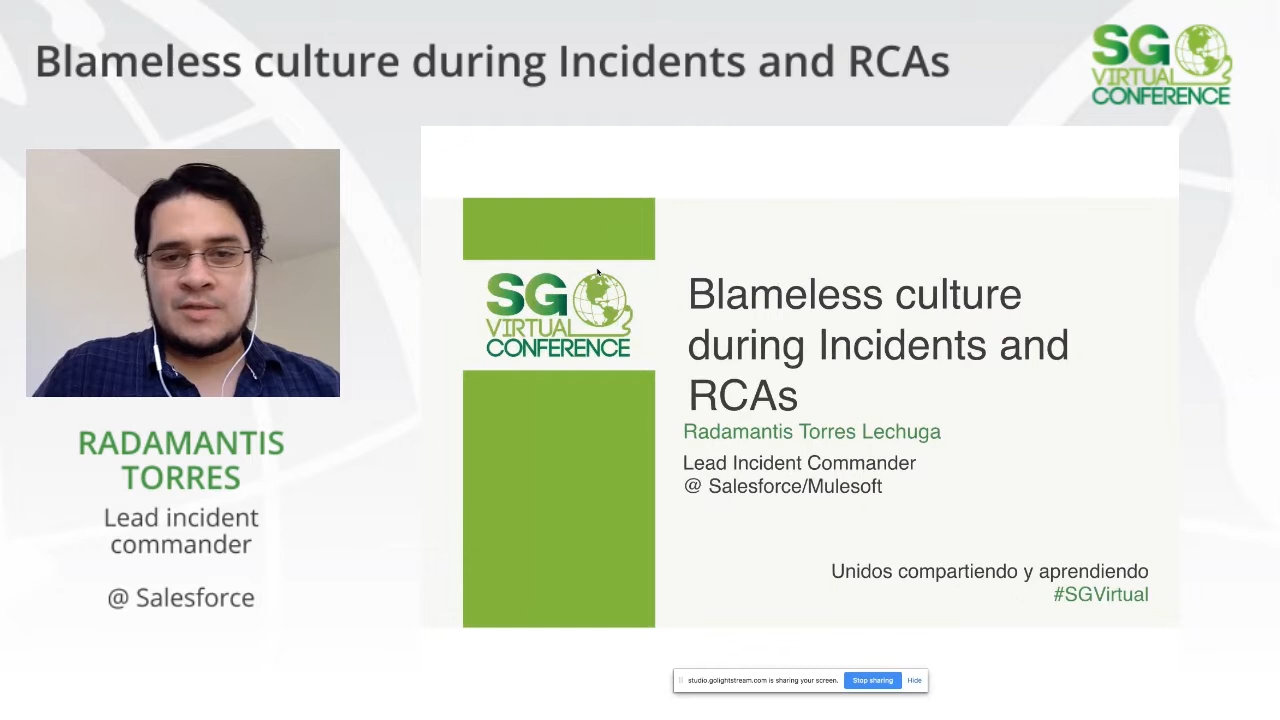 Blameless culture during Incidents and RCAs
SG
VIRTUAL
CONFERENCE
RADAMANTIS
TORRES
Lead incident
commander
@ Salesforce
SG
VIRTUAL
CONFERENCE
Blameless culture
during Incidents and
RCAs
Radamantis Torres Lechuga
Lead Incident Commander
@ Salesforce/Mulesoft
Unidos compartiendo y aprendiendo
#SGVirtual
studio.golightstream.com is sharing your screen.
Stop sharing
Hide